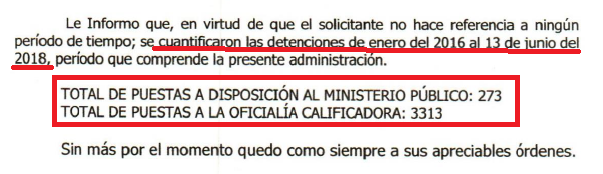 Le Informo que, en virtud de que el solicitante no hace referencia a ningún
período de tiempo; se cuantificaron las detenciones de enero del 2016 al 13 de junio del
2018, período que comprende la presente administración.
TOTAL DE PUESTAS A DISPOSICIÓN AL MINISTERIO PÚBLICO: 273
TOTAL DE PUESTAS A LA OFICIALÍA CALIFICADORA: 3313
Sin más por el momento quedo como siempre a sus apreciables órdenes.